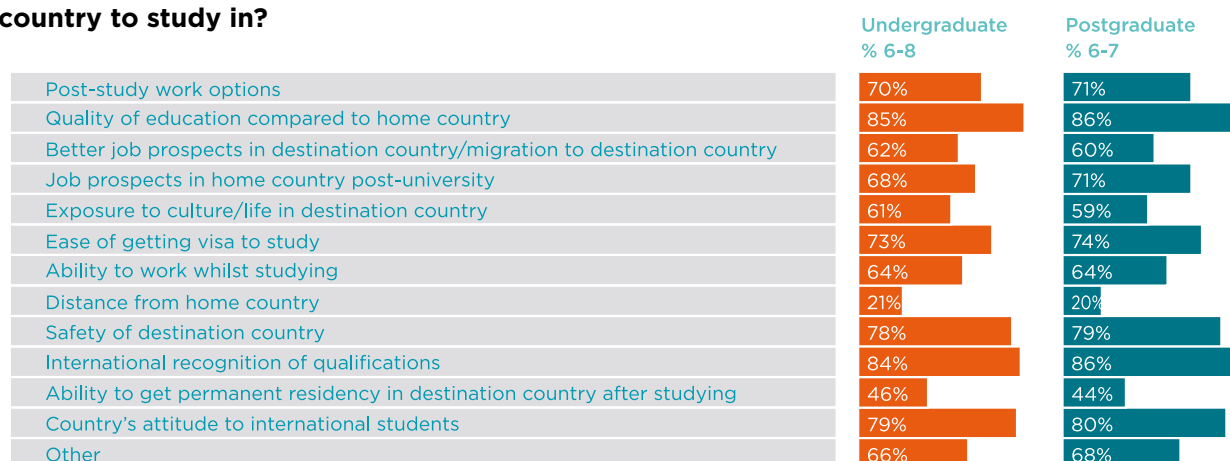 country to study in?
Undergraduate Postgraduate
% 6-8 % 6-7
Post-study work options 70% 71%
Quality of education compared to home country 85% 86%
Better job prospects in destination country/migration to destination country 62% 60%
Job prospects in home country post-university 68% 71%
Exposure to culture/life in destination country 61% 59%
Ease of getting visa to study 73% 74%
Ability to work whilst studying 64% 64%
Distance from home country 21% 20%
Safety of destination country 78% 79%
International recognition of qualifications 84% 86%
Ability to get permanent residency in destination country after studying 46% 44%
Country's attitude to international students 79% 80%
Other 66% 68%